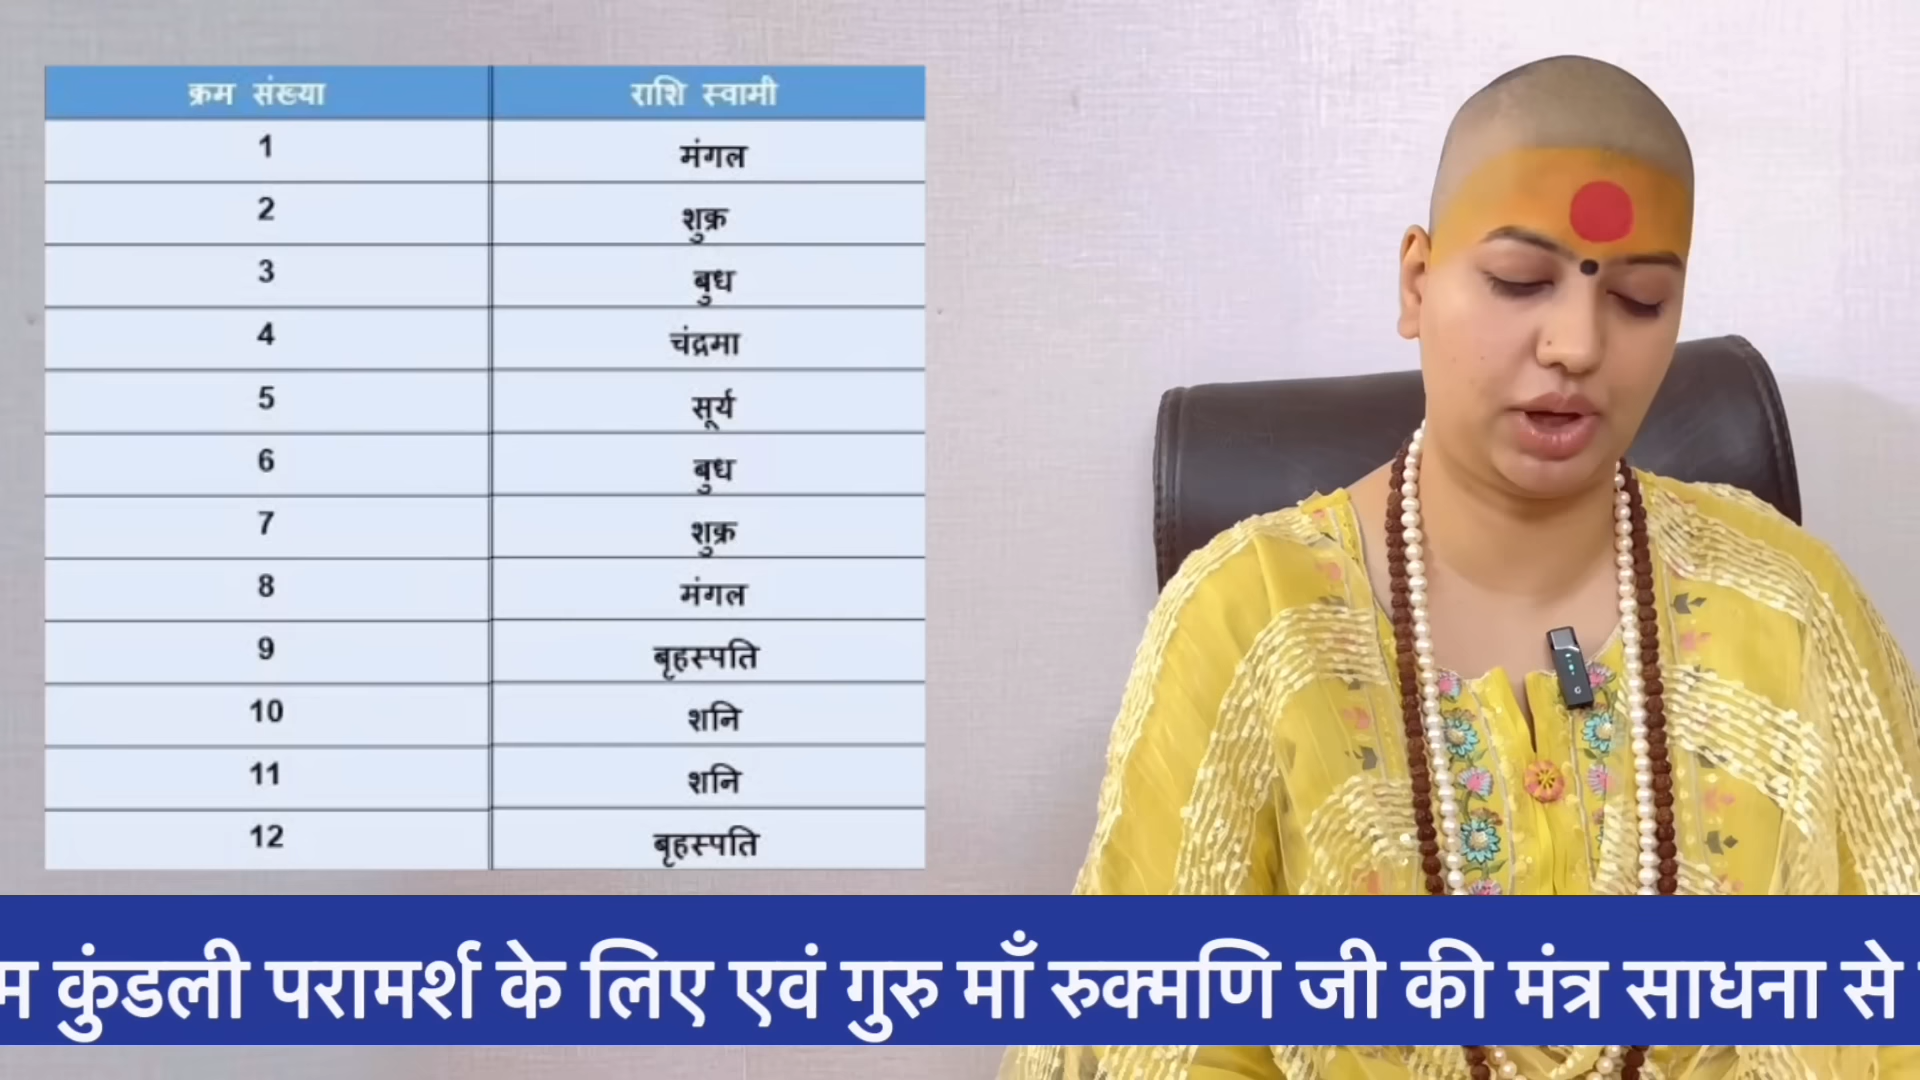 क्रम संख्या राशि स्वामी
1 मंगल
2 शुक्र
3 बुध
4 चंद्रमा
5 सूर्य
6 बुध
7 शुक्र
8 मंगल
9 बृहस्पति
10 शनि
11 शनि
12 बृहस्पति
कुंडली परामर्श के लिए एवं गुरु माँ रुक्मणि जी की मंत्र साधना से